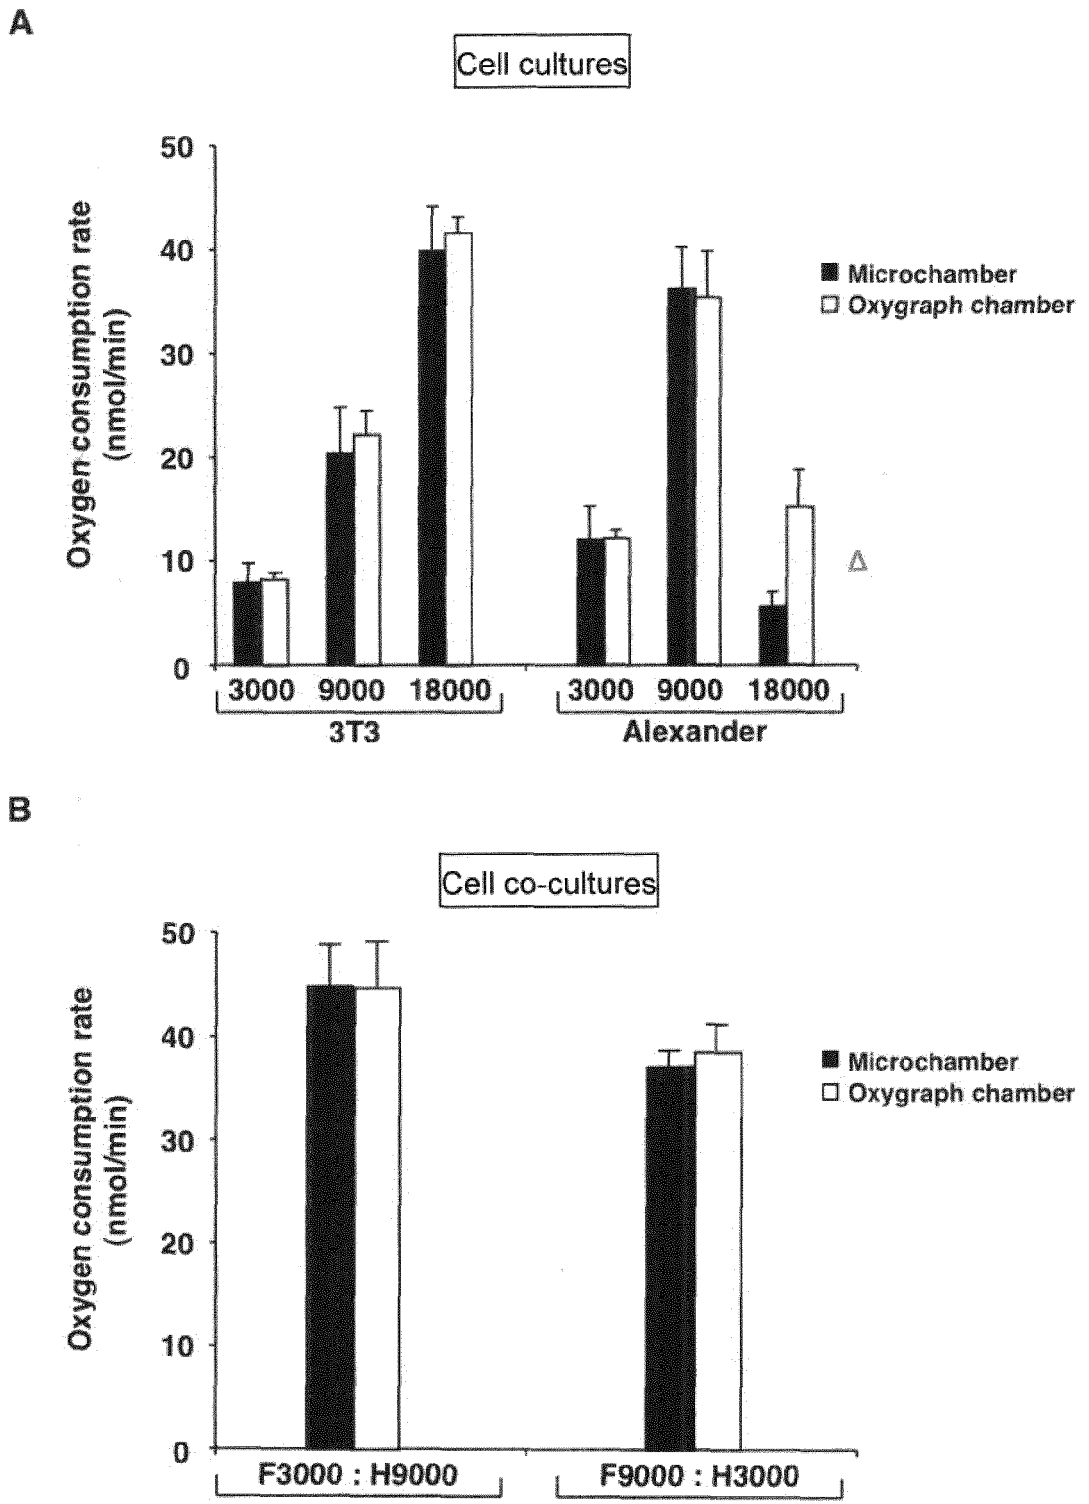 A
Cell cultures
50
40
30
20
10
0
Oxygen consumption rate
(nmol/min)
Microchamber
Oxygraph chamber
Δ
3000 9000 18000 3000 9000 18000
3T3 Alexander
B
Cell co-cultures
50
40
30
20
10
0
Oxygen consumption rate
(nmol/min)
Microchamber
Oxygraph chamber
F3000 : H9000 F9000 : H3000